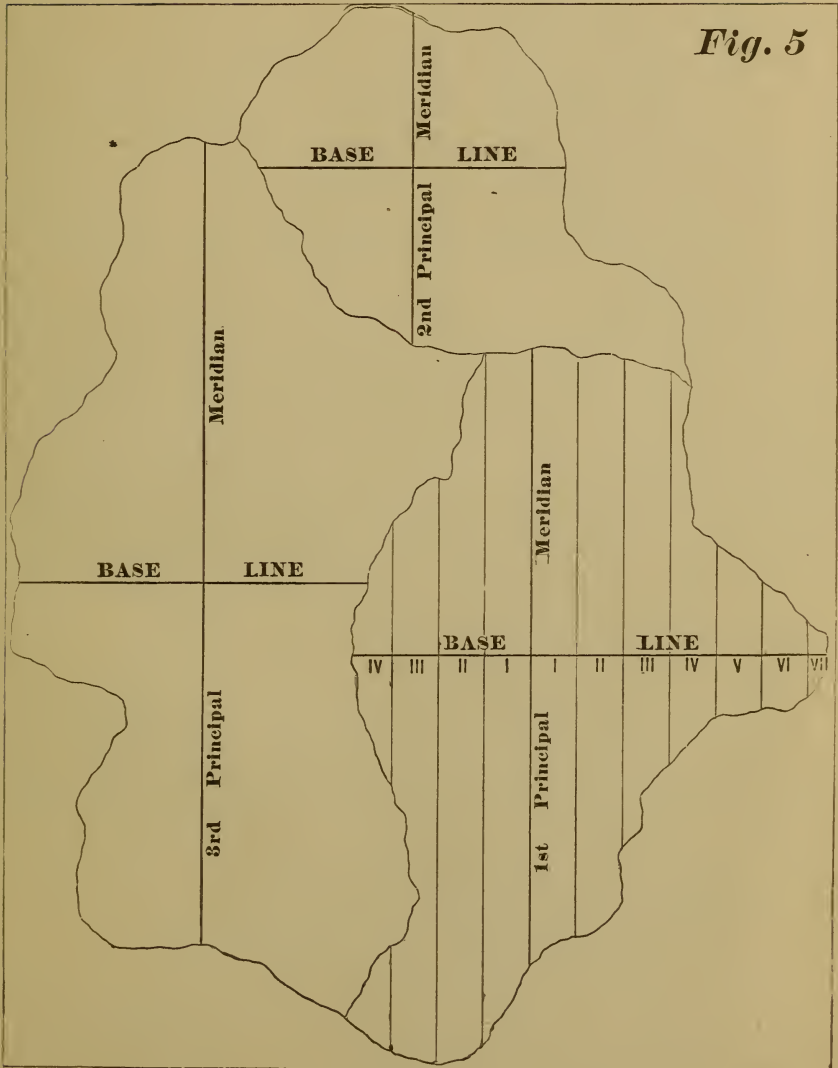 Fig. 5
Meridian
BASE LINE
2nd Principal
Meridian
BASE LINE
3rd Principal
Meridian
BASE LINE
IV III II I I II III IV V VI VII
1st Principal